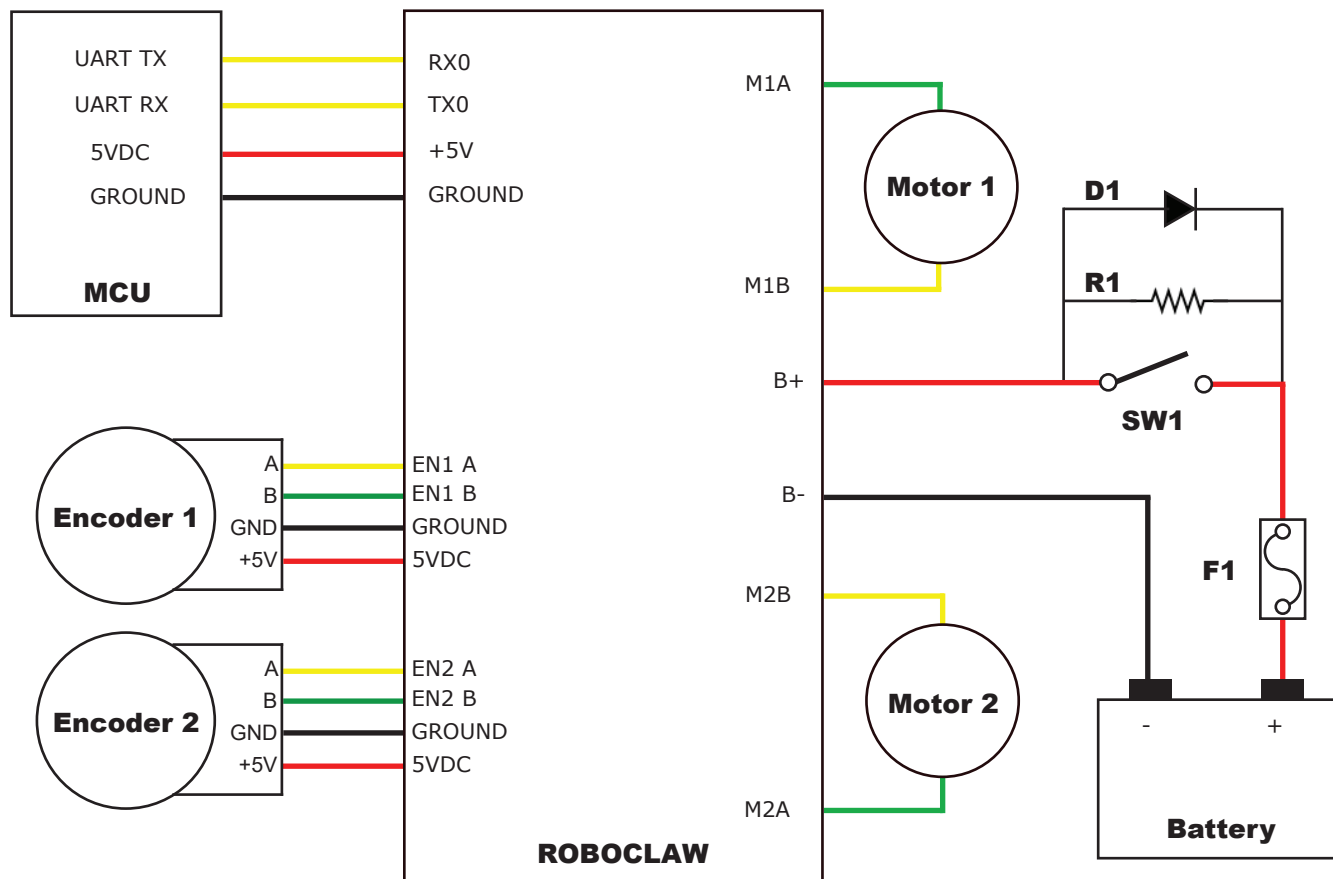 UART TX
UART RX
5VDC
GROUND
MCU
RX0
TX0
+5V
GROUND
M1A
Motor 1
M1B
D1
R1
B+
SW1
B-
F1
A
B
GND
+5V
Encoder 1
EN1 A
EN1 B
GROUND
5VDC
A
B
GND
+5V
Encoder 2
EN2 A
EN2 B
GROUND
5VDC
M2B
Motor 2
M2A
- +
Battery
ROBOCLAW